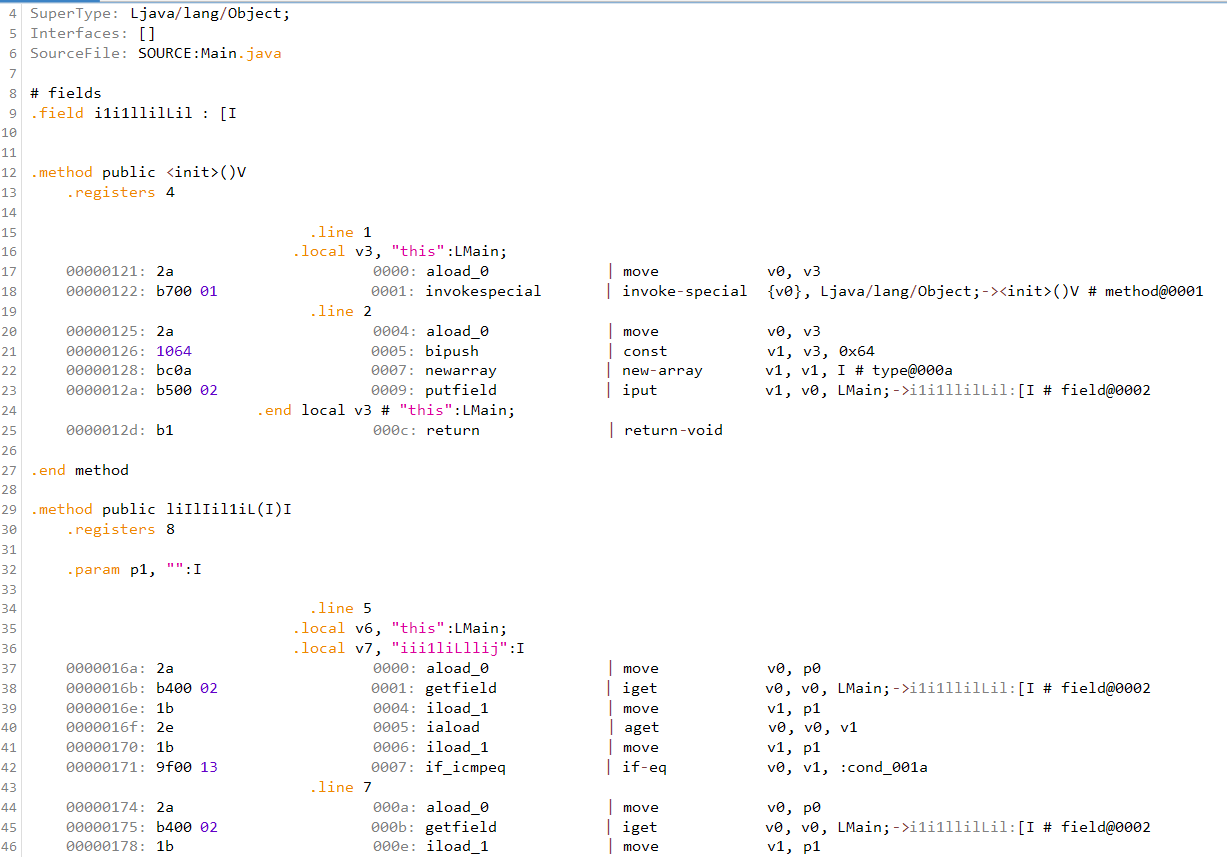 4 SuperType: Ljava/lang/Object;
5 Interfaces: []
6 SourceFile: SOURCE:Main.java
7
8 # fields
9 .field i1i1llilLil : [I
10
11
12 .method public <init>()V
13 .registers 4
14
15 .line 1
16 .local v3, "this":LMain;
17 00000121: 2a 0000: aload_0 | move v0, v3
18 00000122: b700 01 0001: invokespecial | invoke-special {v0}, Ljava/lang/Object;-><init>()V # method@0001
19 .line 2
20 00000125: 2a 0004: aload_0 | move v0, v3
21 00000126: 1064 0005: bipush | const v1, v3, 0x64
22 00000128: bc0a 0007: newarray | new-array v1, v1, I # type@000a
23 0000012a: b500 02 0009: putfield | iput v1, v0, LMain;->i1i1llilLil:[I # field@0002
24 .end local v3 # "this":LMain;
25 0000012d: b1 000c: return | return-void
26
27 .end method
28
29 .method public liIlIil1iL(I)I
30 .registers 8
31
32 .param p1, "":I
33
34 .line 5
35 .local v6, "this":LMain;
36 .local v7, "iii1liLllij":I
37 0000016a: 2a 0000: aload_0 | move v0, p0
38 0000016b: b400 02 0001: getfield | iget v0, v0, LMain;->i1i1llilLil:[I # field@0002
39 0000016e: 1b 0004: iload_1 | move v1, p1
40 0000016f: 2e 0005: iaload | aget v0, v0, v1
41 00000170: 1b 0006: iload_1 | move v1, p1
42 00000171: 9f00 13 0007: if_icmpeq | if-eq v0, v1, :cond_001a
43 .line 7
44 00000174: 2a 000a: aload_0 | move v0, p0
45 00000175: b400 02 000b: getfield | iget v0, v0, LMain;->i1i1llilLil:[I # field@0002
46 00000178: 1b 000e: iload_1 | move v1, p1